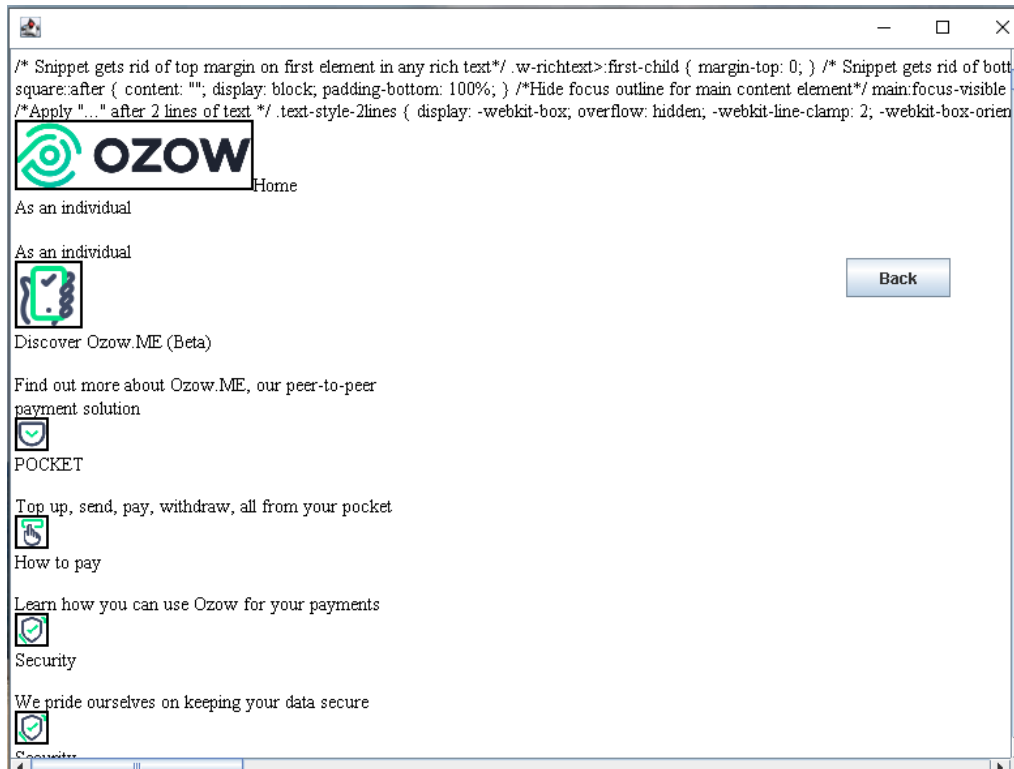 /* Snippet gets rid of top margin on first element in any rich text*/ .w-richtext>:first-child { margin-top: 0; } /* Snippet gets rid of bott
square::after { content: ""; display: block; padding-bottom: 100%; } /*Hide focus outline for main content element*/ main:focus-visible
/*Apply "..." after 2 lines of text */ .text-style-2lines { display: -webkit-box; overflow: hidden; -webkit-line-clamp: 2; -webkit-box-orien
OZOW Home
As an individual
As an individual
Back
Discover Ozow.ME (Beta)
Find out more about Ozow.ME, our peer-to-peer
payment solution
POCKET
Top up, send, pay, withdraw, all from your pocket
How to pay
Learn how you can use Ozow for your payments
Security
We pride ourselves on keeping your data secure
Security